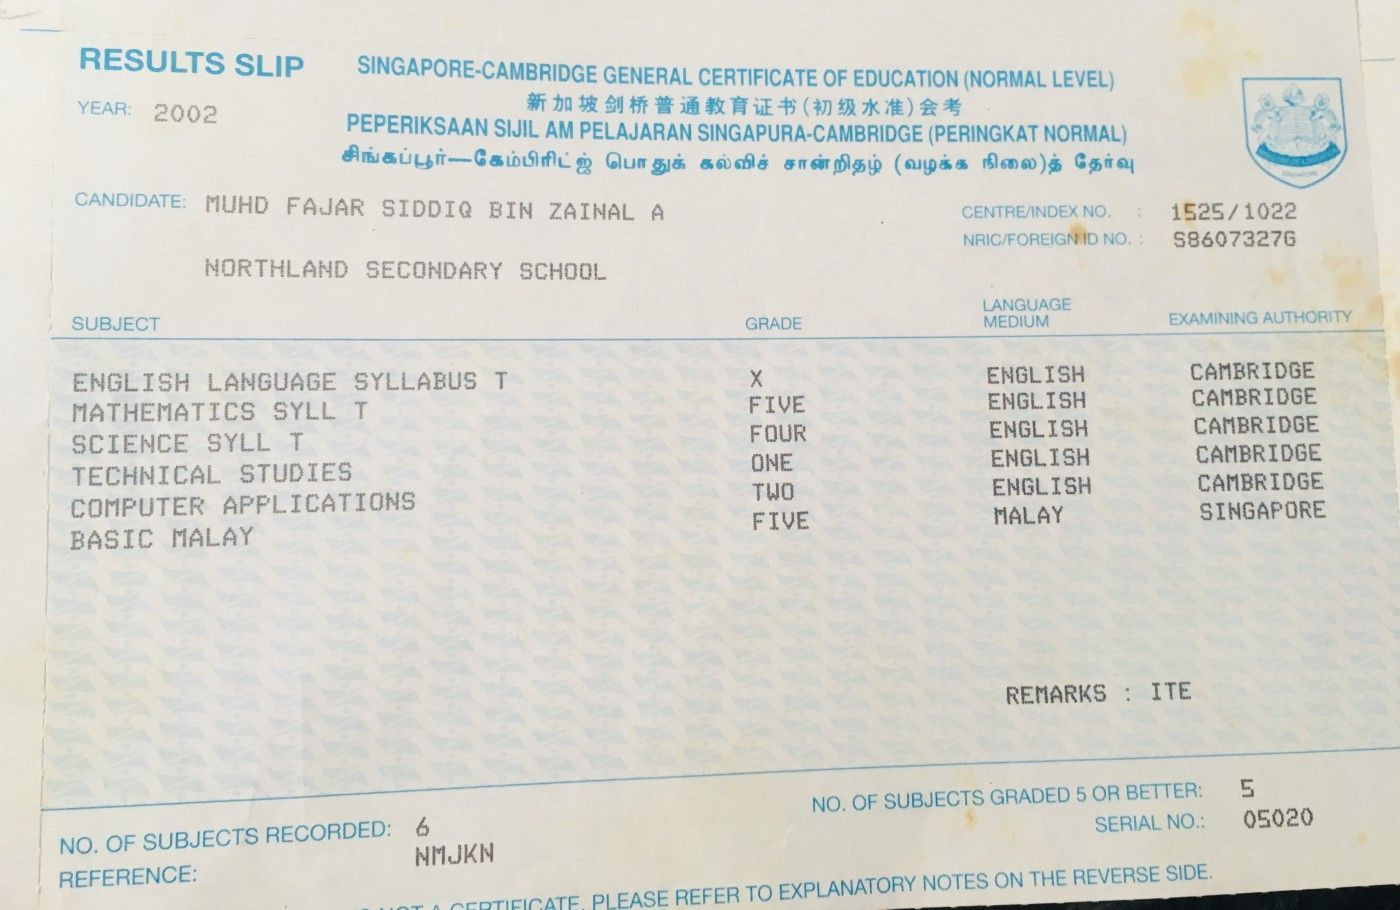 RESULTS SLIP
SINGAPORE-CAMBRIDGE GENERAL CERTIFICATE OF EDUCATION (NORMAL LEVEL)
新加坡剑桥普通教育证书(初级水准)会考
PEPERIKSAAN SIJIL AM PELAJARAN SINGAPURA-CAMBRIDGE (PERINGKAT NORMAL)
சிங்கப்பூர்—கேம்பிரிட்ஜ் பொதுக் கல்விச் சான்றிதழ் (வழக்க நிலை)த் தேர்வு
YEAR: 2002
CANDIDATE: MUHD FAJAR SIDDIQ BIN ZAINAL A
CENTRE/INDEX NO. : 1525/1022
NRIC/FOREIGN ID NO. : S8607327G
NORTHLAND SECONDARY SCHOOL
SUBJECT GRADE LANGUAGE MEDIUM EXAMINING AUTHORITY
ENGLISH LANGUAGE SYLLABUS T X ENGLISH CAMBRIDGE
MATHEMATICS SYLL T FIVE ENGLISH CAMBRIDGE
SCIENCE SYLL T FOUR ENGLISH CAMBRIDGE
TECHNICAL STUDIES ONE ENGLISH CAMBRIDGE
COMPUTER APPLICATIONS TWO ENGLISH CAMBRIDGE
BASIC MALAY FIVE MALAY SINGAPORE
REMARKS : ITE
NO. OF SUBJECTS RECORDED: 6
NO. OF SUBJECTS GRADED 5 OR BETTER: 5
REFERENCE: NMJKN
SERIAL NO.: 05020
NOT A CERTIFICATE. PLEASE REFER TO EXPLANATORY NOTES ON THE REVERSE SIDE.